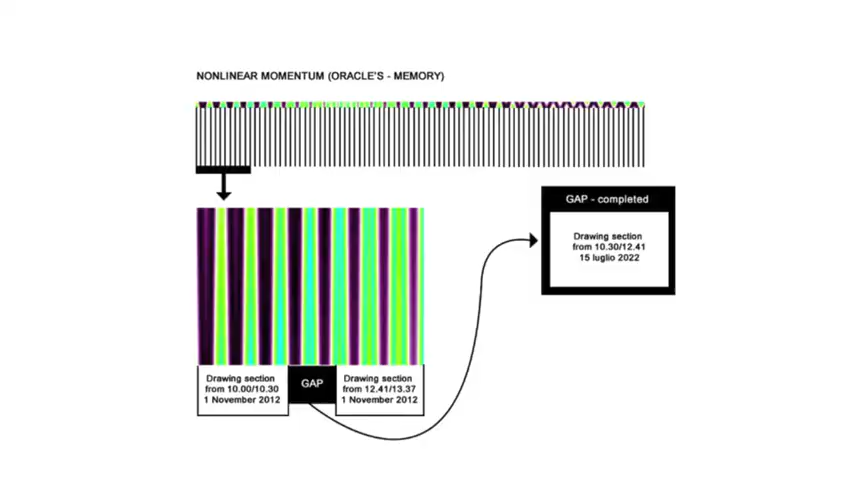 NONLINEAR MOMENTUM (ORACLE'S - MEMORY)
GAP - completed
Drawing section
from 10.30/12.41
15 luglio 2022
Drawing section
from 10.00/10.30
1 November 2012
GAP
Drawing section
from 12.41/13.37
1 November 2012